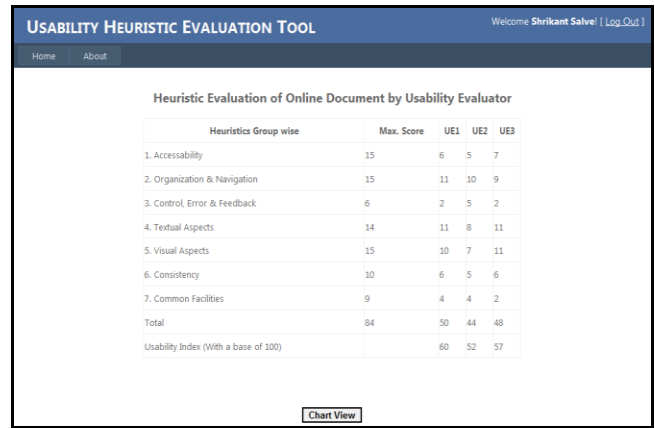 USABILITY HEURISTIC EVALUATION TOOL
Welcome Shrikant Salve! [ Log Out ]
Home About
Heuristic Evaluation of Online Document by Usability Evaluator
Heuristics Group wise Max. Score UE1 UE2 UE3
1. Accessability 15 6 5 7
2. Organization & Navigation 15 11 10 9
3. Control, Error & Feedback 6 2 5 2
4. Textual Aspects 14 11 8 11
5. Visual Aspects 15 10 7 11
6. Consistency 10 6 5 6
7. Common Facilities 9 4 4 2
Total 84 50 44 48
Usability Index (With a base of 100) 60 52 57
Chart View